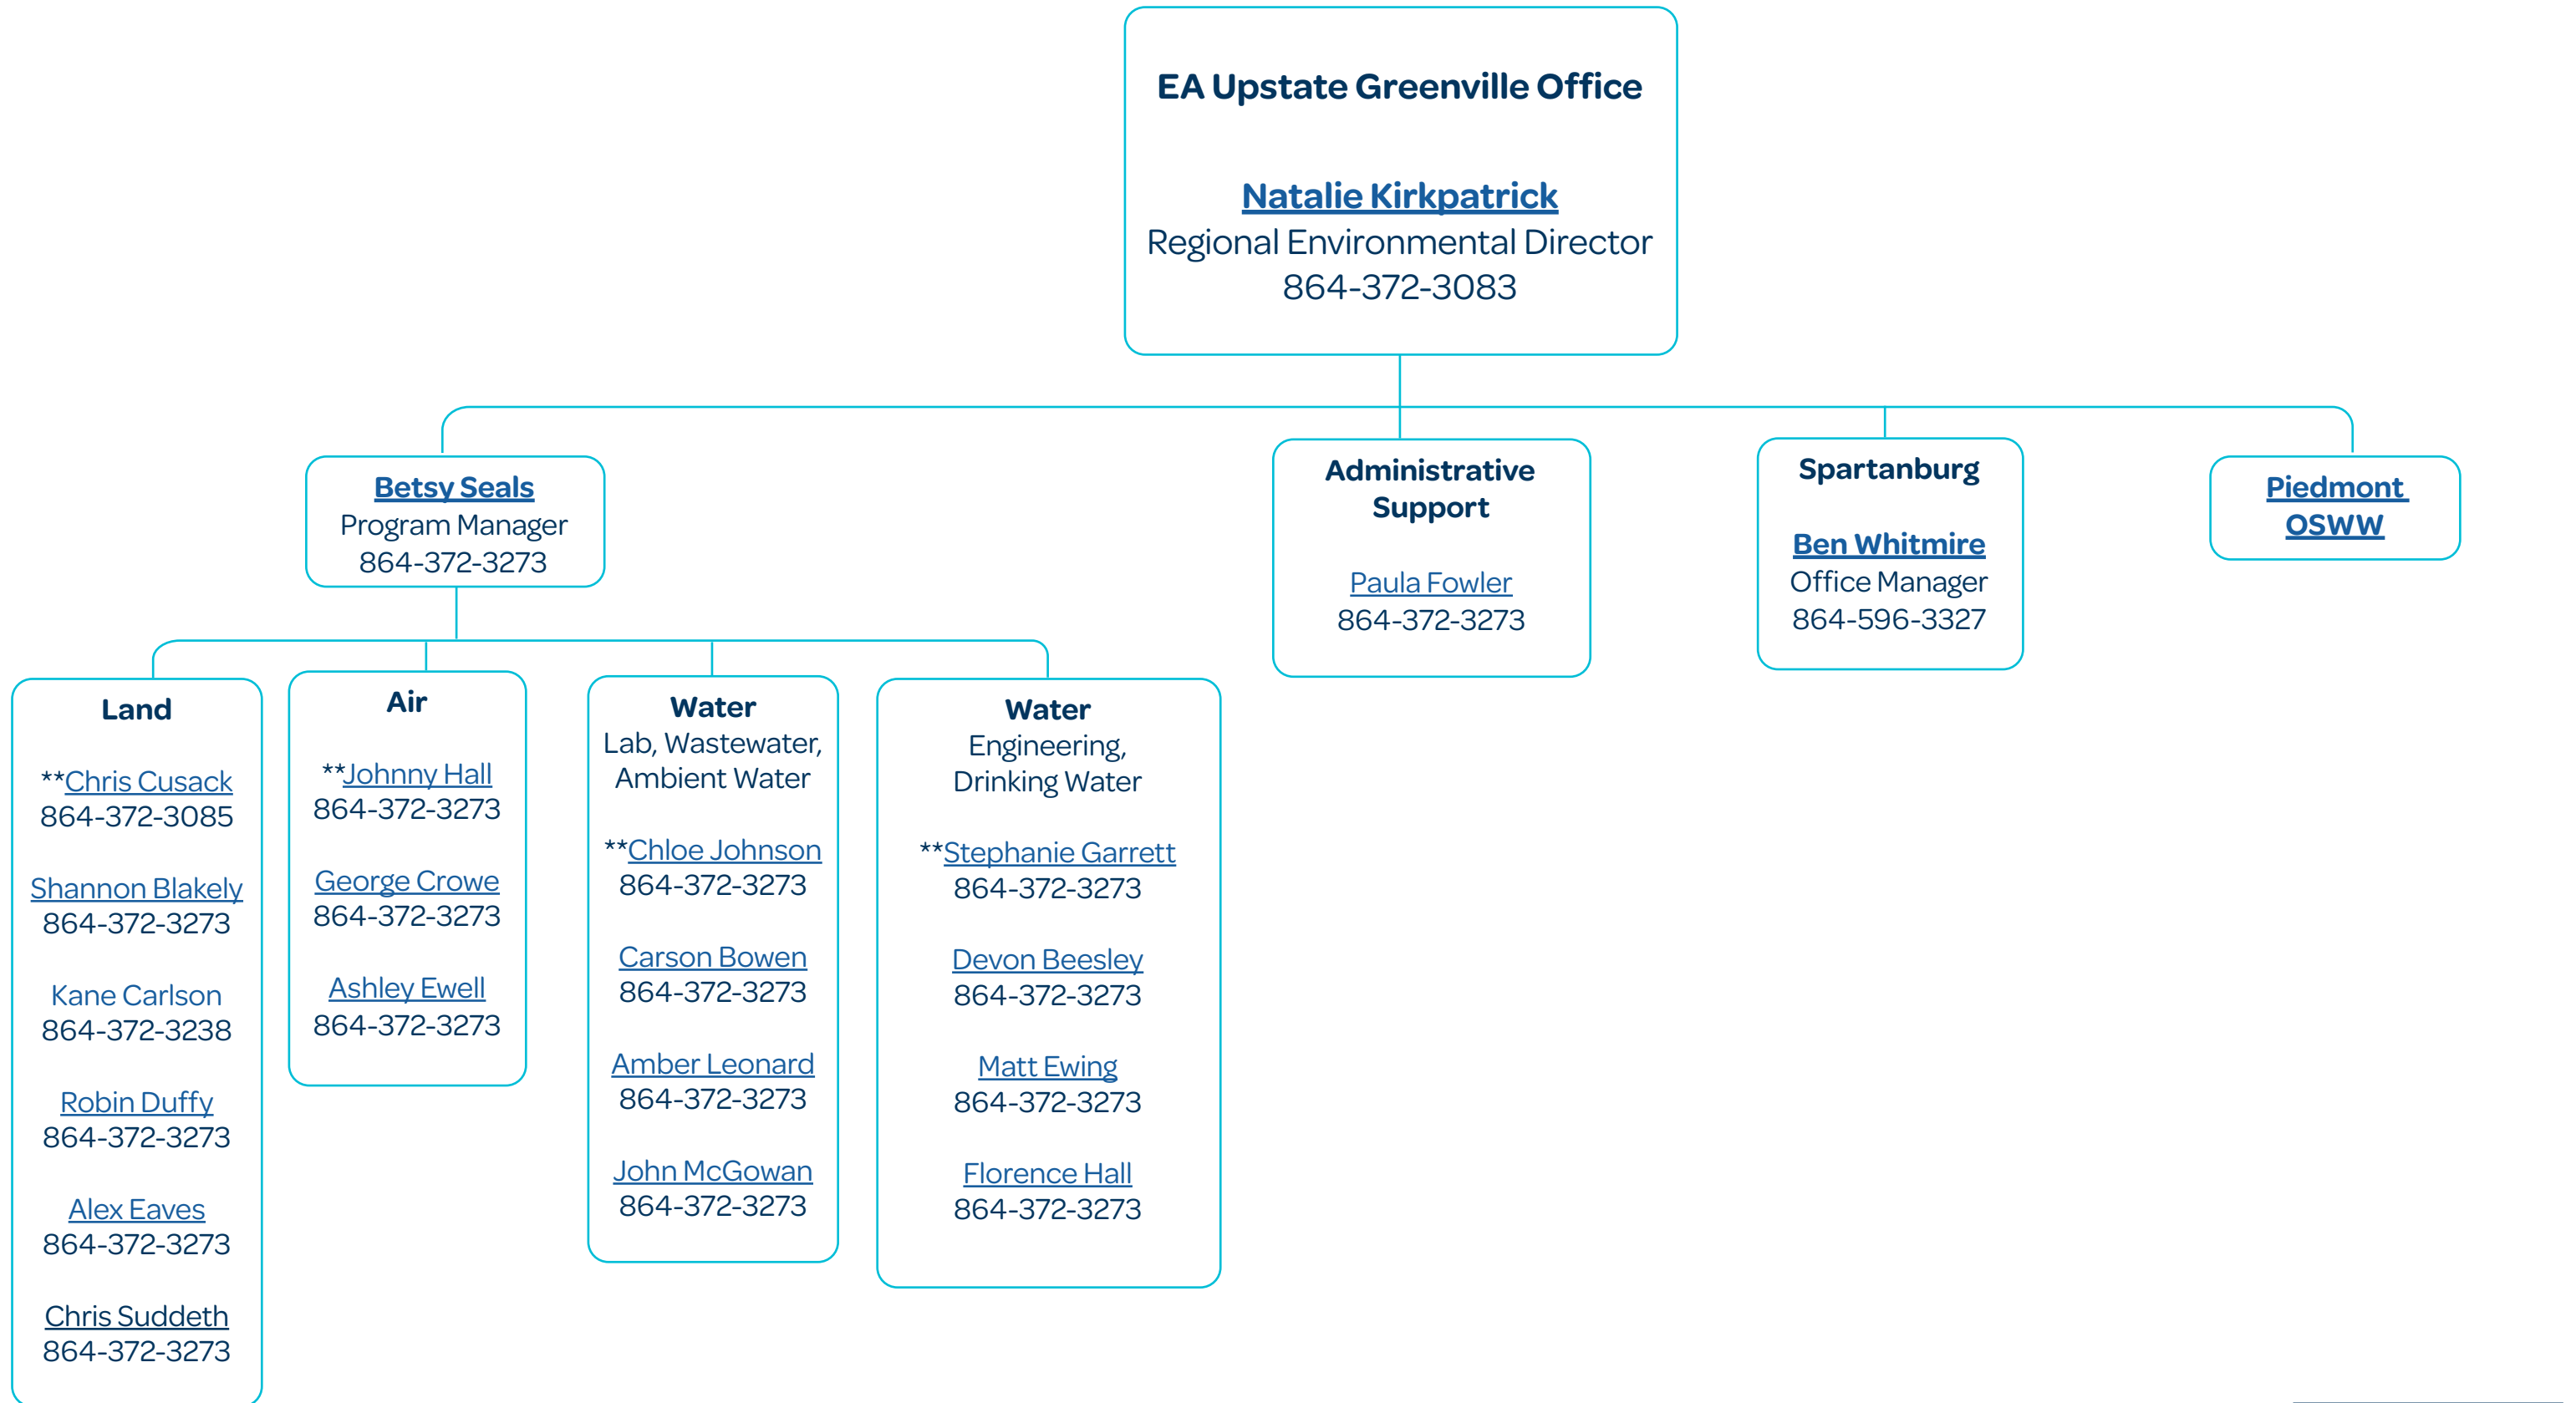 EA Upstate Greenville Office
Natalie Kirkpatrick
Regional Environmental Director
864-372-3083
Betsy Seals
Program Manager
864-372-3273
Administrative
Support
Paula Fowler
864-372-3273
Spartanburg
Ben Whitmire
Office Manager
864-596-3327
Piedmont
OSWW
Land
**Chris Cusack
864-372-3085
Shannon Blakely
864-372-3273
Kane Carlson
864-372-3238
Robin Duffy
864-372-3273
Alex Eaves
864-372-3273
Chris Suddeth
864-372-3273
Air
**Johnny Hall
864-372-3273
George Crowe
864-372-3273
Ashley Ewell
864-372-3273
Water
Lab, Wastewater,
Ambient Water
**Chloe Johnson
864-372-3273
Carson Bowen
864-372-3273
Amber Leonard
864-372-3273
John McGowan
864-372-3273
Water
Engineering,
Drinking Water
**Stephanie Garrett
864-372-3273
Devon Beesley
864-372-3273
Matt Ewing
864-372-3273
Florence Hall
864-372-3273